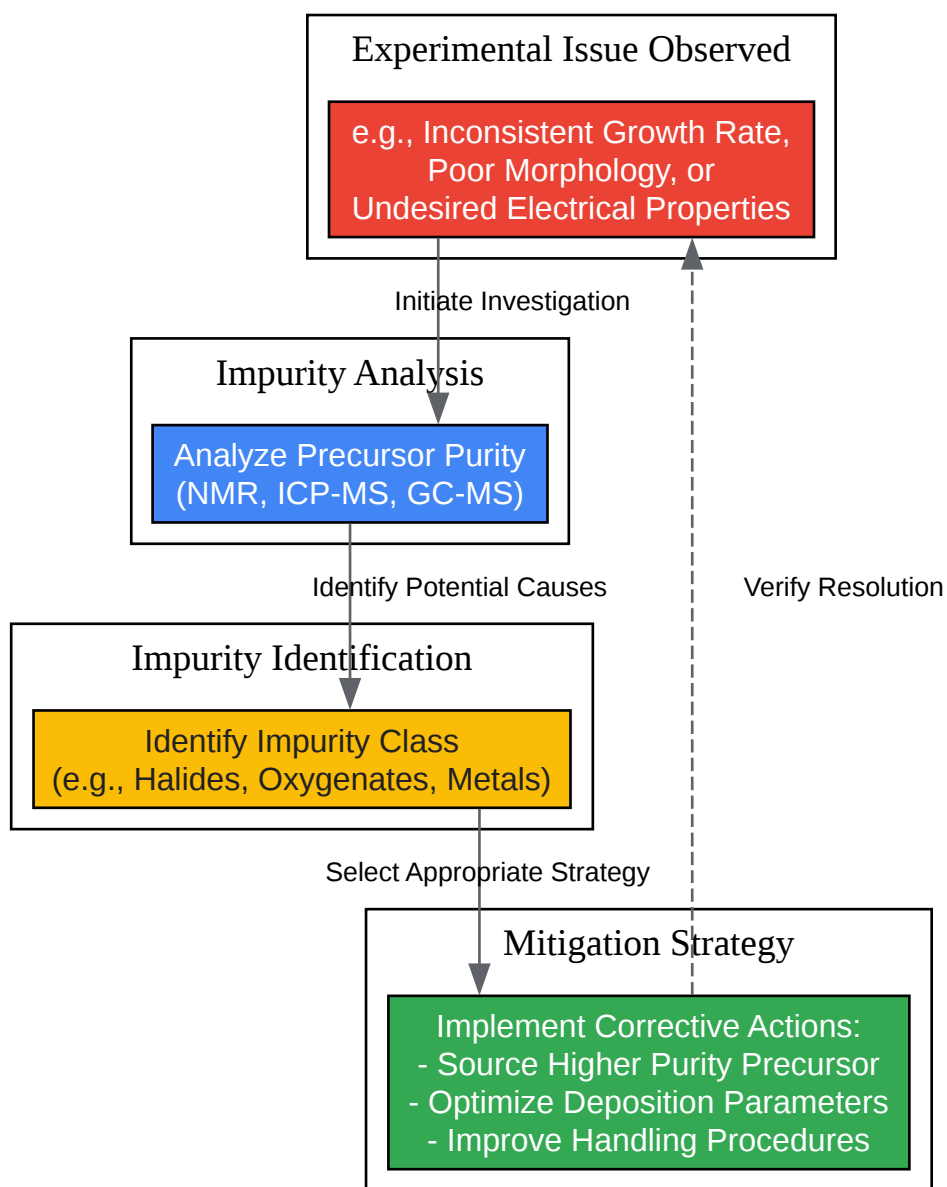 Experimental Issue Observed
e.g., Inconsistent Growth Rate,
Poor Morphology, or
Undesired Electrical Properties
Initiate Investigation
Impurity Analysis
Analyze Precursor Purity
(NMR, ICP-MS, GC-MS)
Identify Potential Causes
Verify Resolution
Impurity Identification
Identify Impurity Class
(e.g., Halides, Oxygenates, Metals)
Select Appropriate Strategy
Mitigation Strategy
Implement Corrective Actions:
- Source Higher Purity Precursor
- Optimize Deposition Parameters
- Improve Handling Procedures